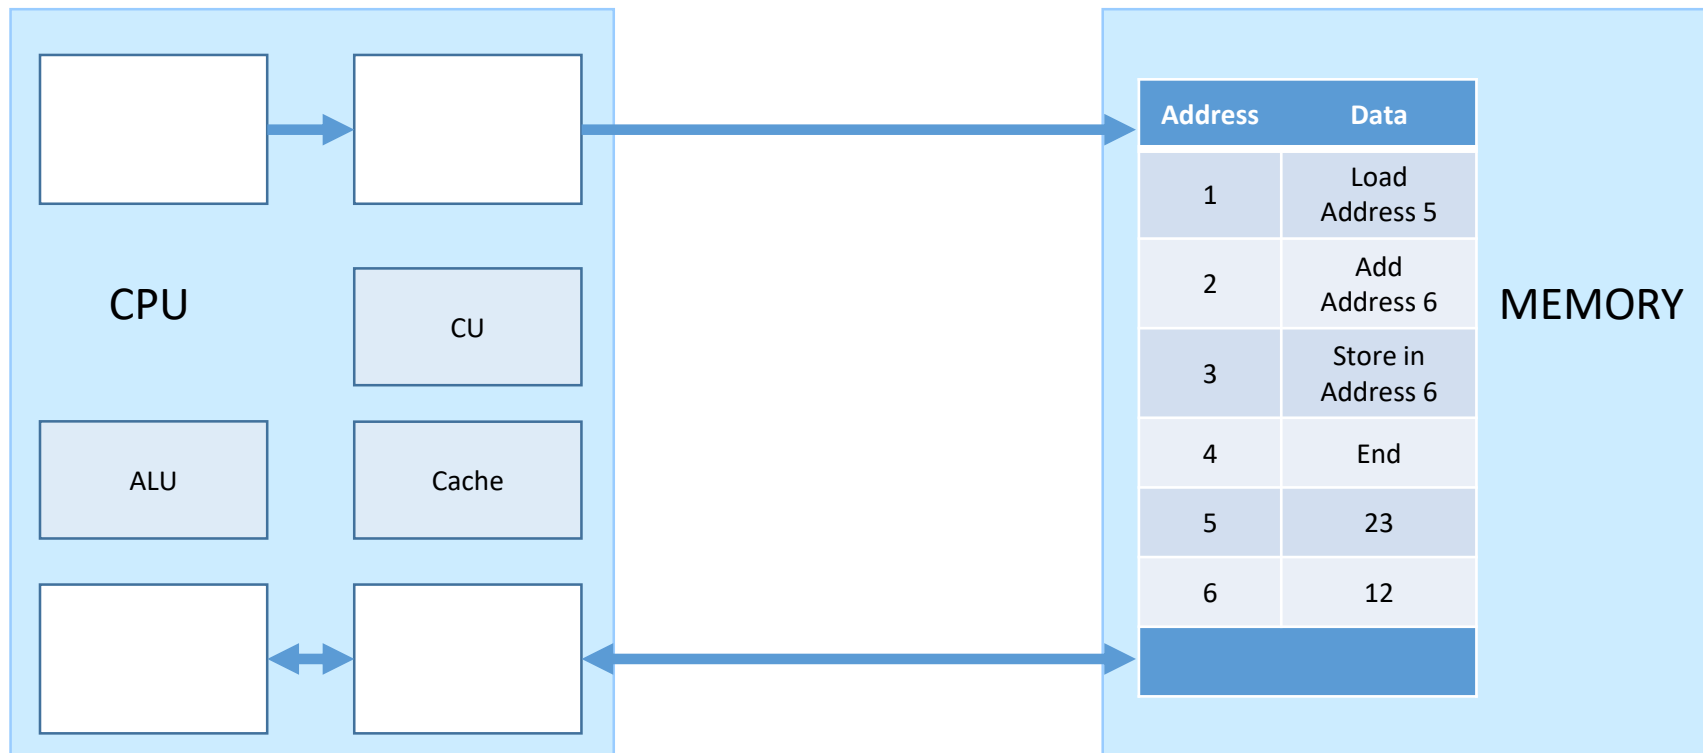 CPU
CU
ALU
Cache
Address Data
1 Load
Address 5
2 Add
Address 6
3 Store in
Address 6
4 End
5 23
6 12
MEMORY